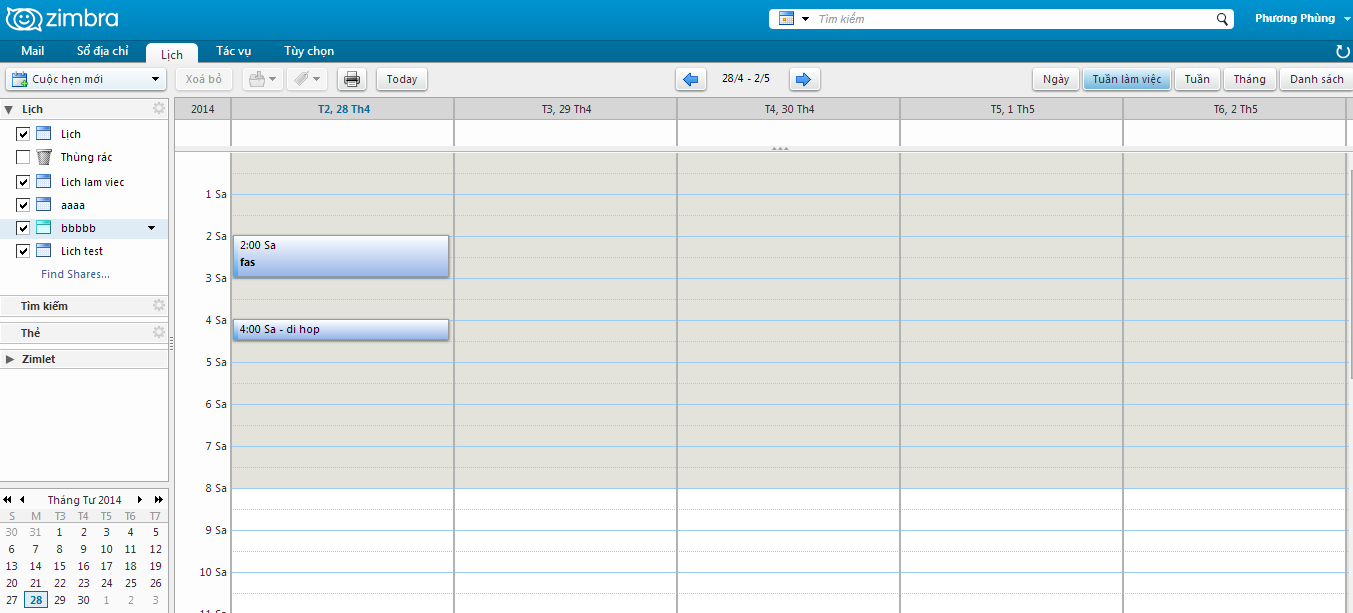 zimbra
Tìm kiếm
Phương Phùng
Mail Sổ địa chỉ Lịch Tác vụ Tùy chọn
Cuộc hẹn mới Xoá bỏ Today 28/4 - 2/5 Ngày Tuần làm việc Tuần Tháng Danh sách
Lịch
Lịch
Thùng rác
Lich lam viec
aaaa
bbbbb
Lich test
Find Shares...
Tìm kiếm
Thẻ
Zimlet
Tháng Tư 2014
S M T3 T4 T5 T6 T7
30 31 1 2 3 4 5
6 7 8 9 10 11 12
13 14 15 16 17 18 19
20 21 22 23 24 25 26
27 28 29 30 1 2 3
2014 T2, 28 Th4 T3, 29 Th4 T4, 30 Th4 T5, 1 Th5 T6, 2 Th5
1 Sa
2 Sa
2:00 Sa
fas
3 Sa
4 Sa
4:00 Sa - di hop
5 Sa
6 Sa
7 Sa
8 Sa
9 Sa
10 Sa
11 Sa